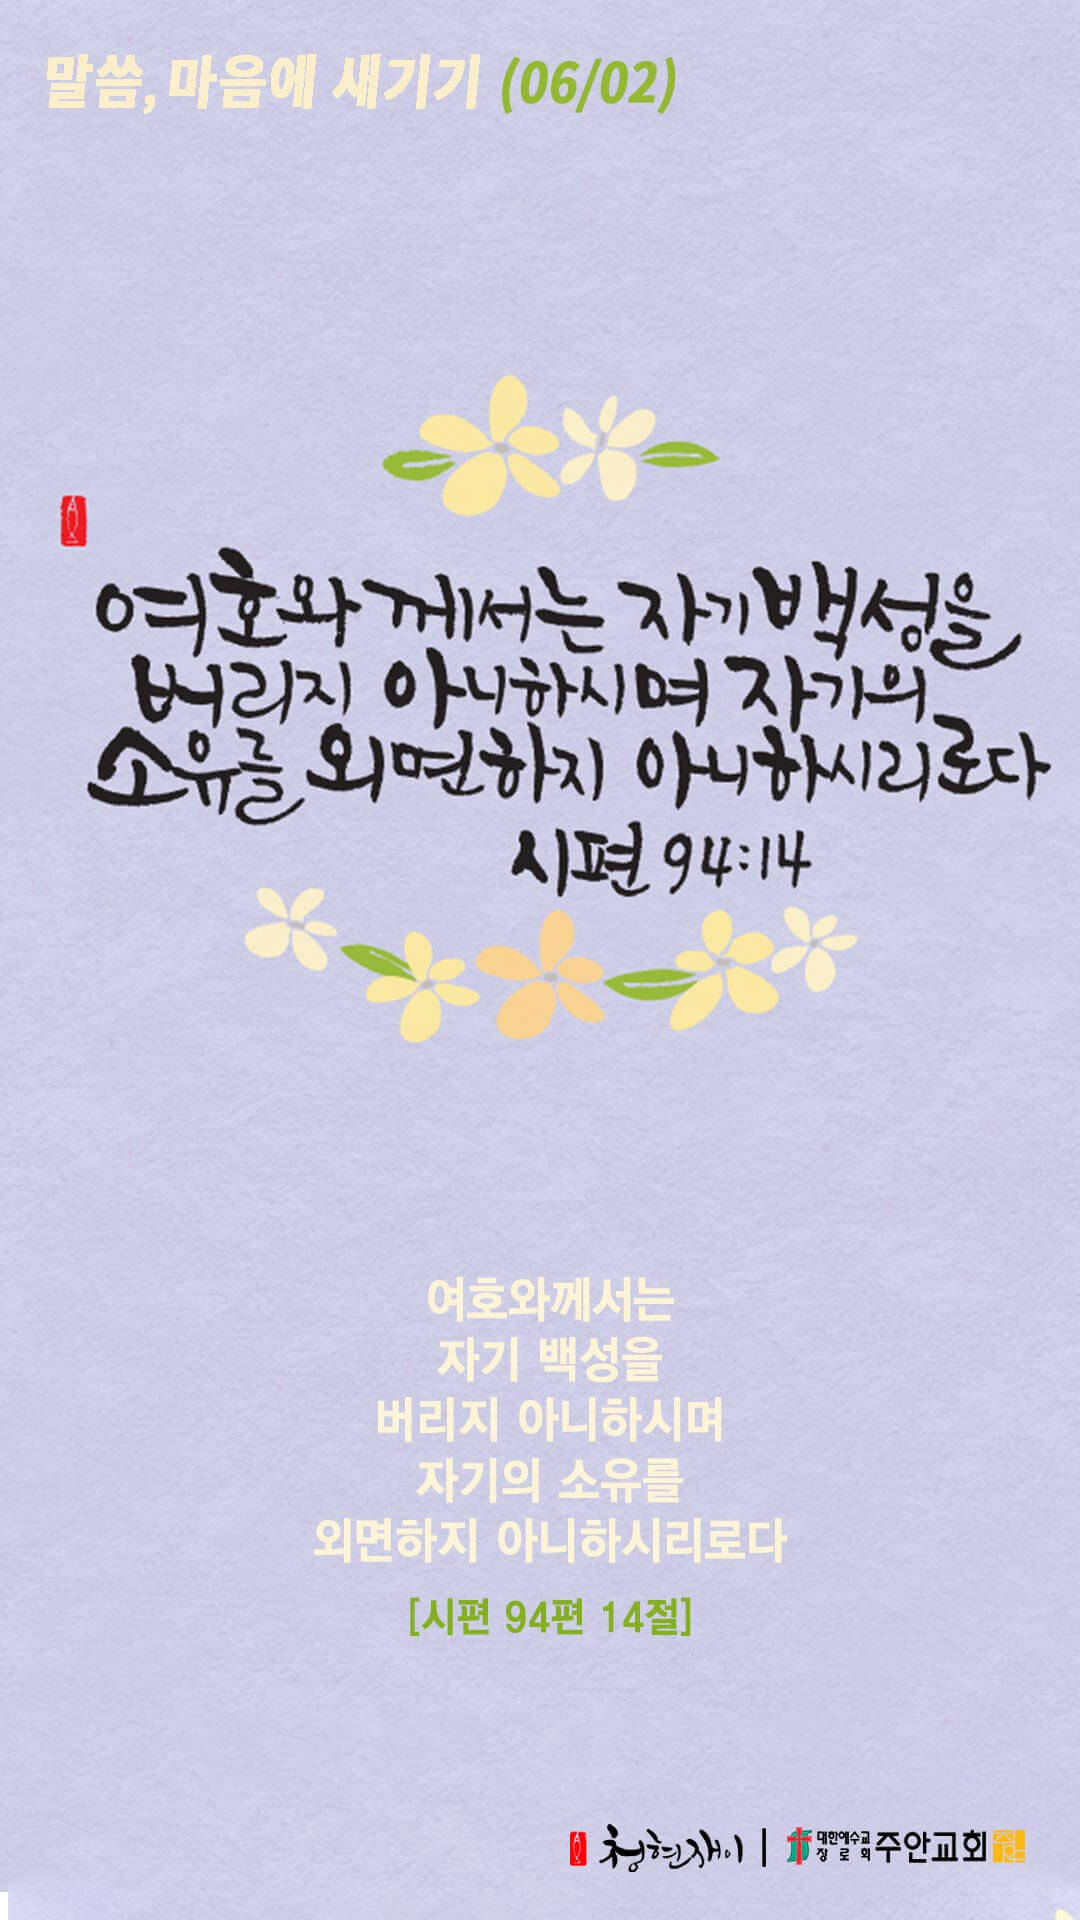 말씀, 마음에 새기기 (06/02)
여호와께서는 자기백성을
버리지 아니하시며 자기의
소유를 외면하지 아니하시리로다
시편 94:14
여호와께서는
자기 백성을
버리지 아니하시며
자기의 소유를
외면하지 아니하시리로다
[시편 94편 14절]
청현재이 | 대한예수교장로회 주안교회